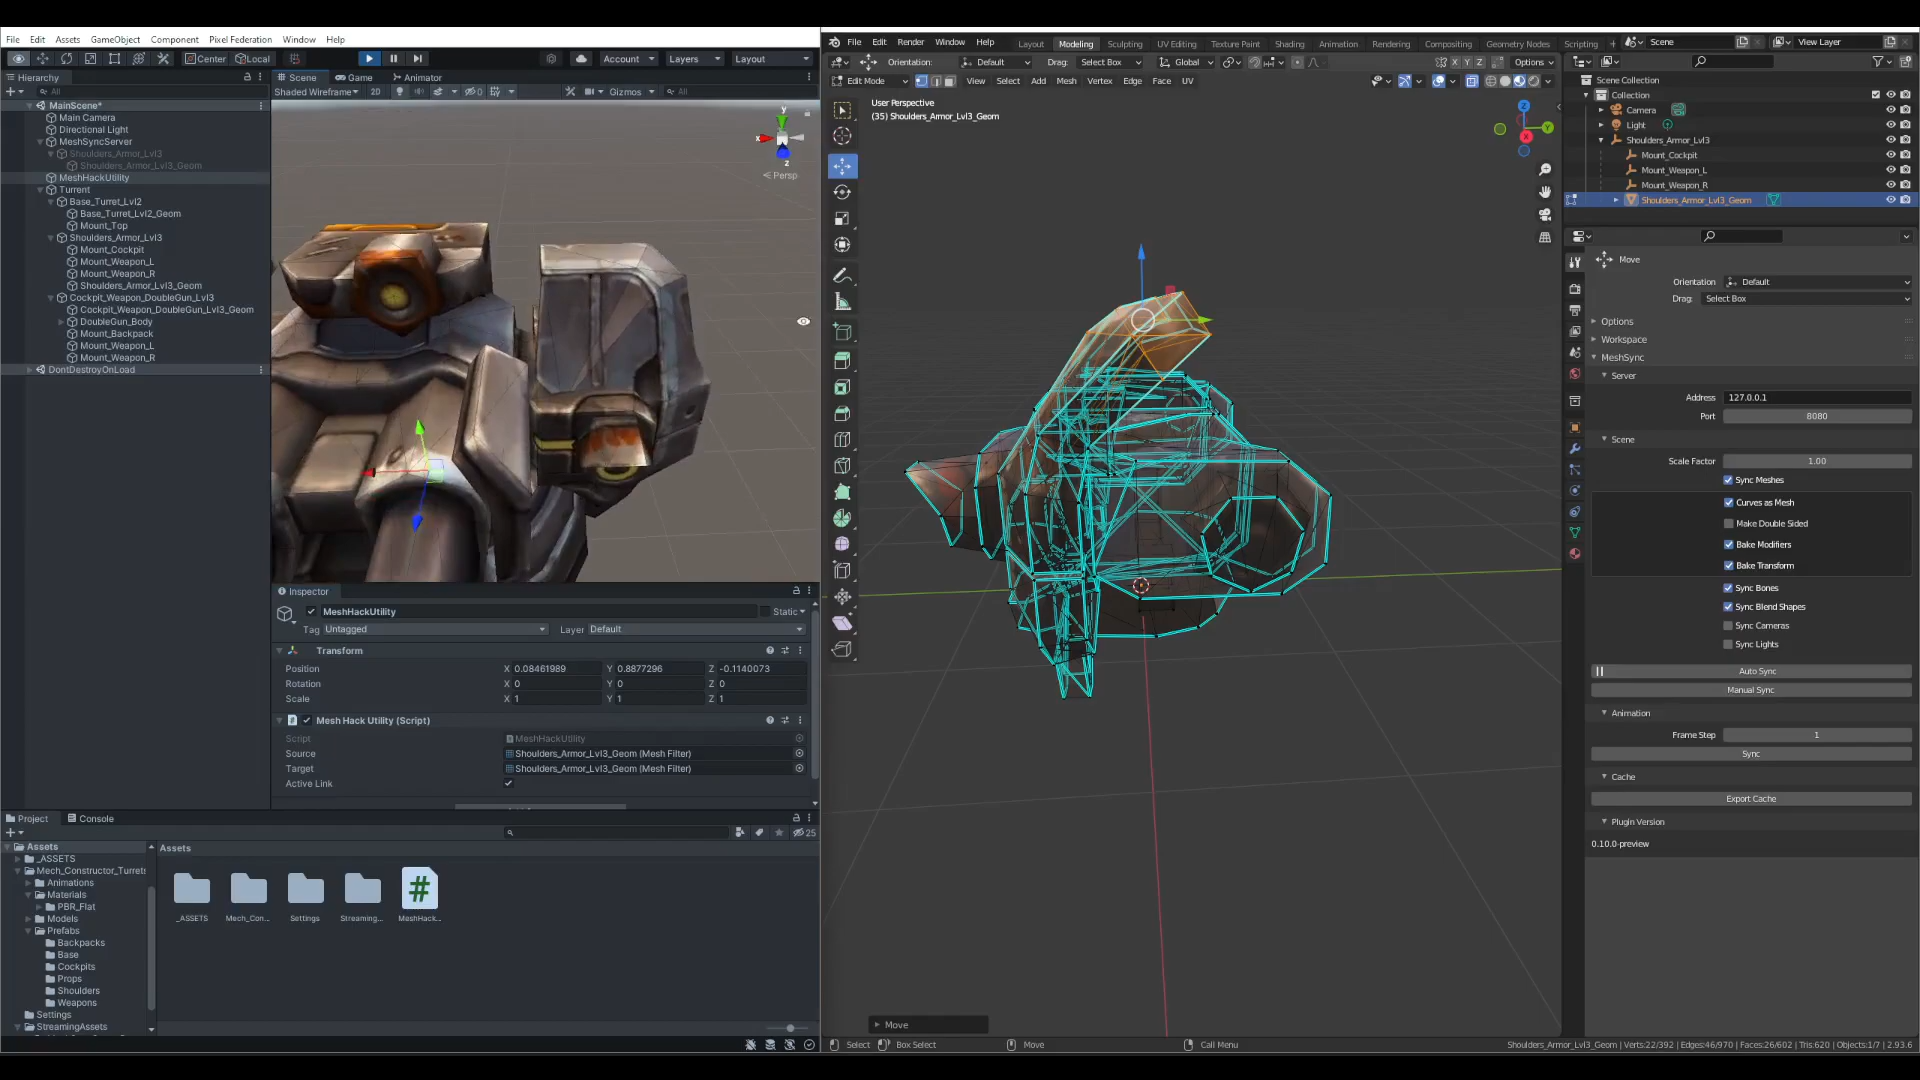 File Edit Assets GameObject Component Pixel Federation Window Help
Center Local
Account Layers Layout
Hierarchy
All
MainScene*
Main Camera
Directional Light
MeshSyncServer
Shoulders_Armor_Lvl3
Shoulders_Armor_Lvl3_Geom
MeshHackUtility
Turrent
Base_Turret_Lvl2
Base_Turret_Lvl2_Geom
Mount_Top
Shoulders_Armor_Lvl3
Mount_Cockpit
Mount_Weapon_L
Mount_Weapon_R
Shoulders_Armor_Lvl3_Geom
Cockpit_Weapon_DoubleGun_Lvl3
Cockpit_Weapon_DoubleGun_Lvl3_Geom
DoubleGun_Body
Mount_Backpack
Mount_Weapon_L
Mount_Weapon_R
DontDestroyOnLoad
Scene Game Animator
Shaded Wireframe 2D 0 Gizmos All
y
x
z
Persp
Inspector
MeshHackUtility Static
Tag Untagged Layer Default
Transform
Position X 0.08461989 Y 0.8877296 Z -0.1140073
Rotation X 0 Y 0 Z 0
Scale X 1 Y 1 Z 1
Mesh Hack Utility (Script)
Script MeshHackUtility
Source Shoulders_Armor_Lvl3_Geom (Mesh Filter)
Target Shoulders_Armor_Lvl3_Geom (Mesh Filter)
Active Link
Project Console
25
Assets
_ASSETS
Mech_Constructor_Turrets
Animations
Materials
PBR_Flat
Models
Prefabs
Backpacks
Base
Cockpits
Props
Shoulders
Weapons
Settings
StreamingAssets
Assets
_ASSETS Mech_Con... Settings Streaming... MeshHack...
File Edit Render Window Help
Layout Modeling Sculpting UV Editing Texture Paint Shading Animation Rendering Compositing Geometry Nodes Scripting +
Scene View Layer
Orientation: Default Drag: Select Box Global X Y Z Options
Edit Mode View Select Add Mesh Vertex Edge Face UV
User Perspective
(35) Shoulders_Armor_Lvl3_Geom
Z
Y
X
Move
Scene Collection
Collection
Camera
Light
Shoulders_Armor_Lvl3
Mount_Cockpit
Mount_Weapon_L
Mount_Weapon_R
Shoulders_Armor_Lvl3_Geom
Move
Orientation Default
Drag: Select Box
Options
Workspace
MeshSync
Server
Address 127.0.0.1
Port 8080
Scene
Scale Factor 1.00
Sync Meshes
Curves as Mesh
Make Double Sided
Bake Modifiers
Bake Transform
Sync Bones
Sync Blend Shapes
Sync Cameras
Sync Lights
Auto Sync
Manual Sync
Animation
Frame Step 1
Sync
Cache
Export Cache
Plugin Version
0.10.0-preview
Select Box Select Move Call Menu
Shoulders_Armor_Lvl3_Geom | Verts:22/392 | Edges:46/970 | Faces:26/602 | Tris:620 | Objects:1/7 | 2.93.6